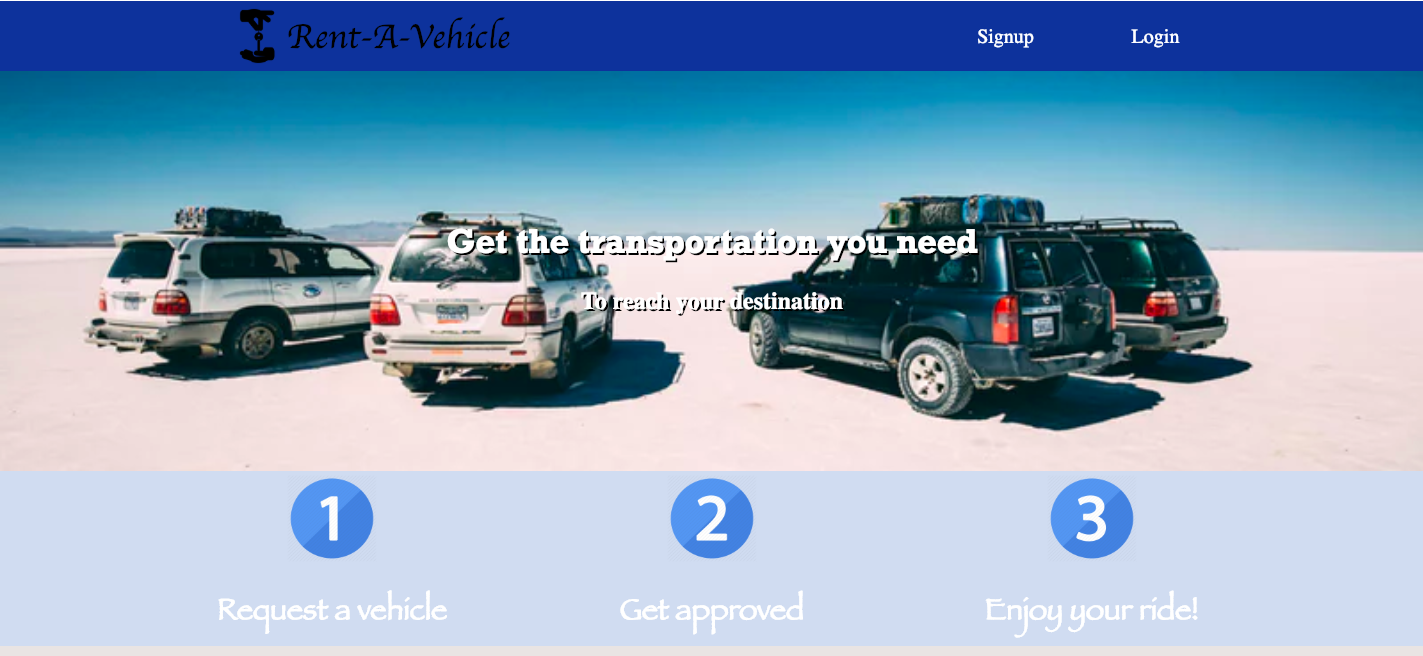 Rent-A-Vehicle
Signup
Login
Get the transportation you need
To reach your destination
1
2
3
Request a vehicle
Get approved
Enjoy your ride!